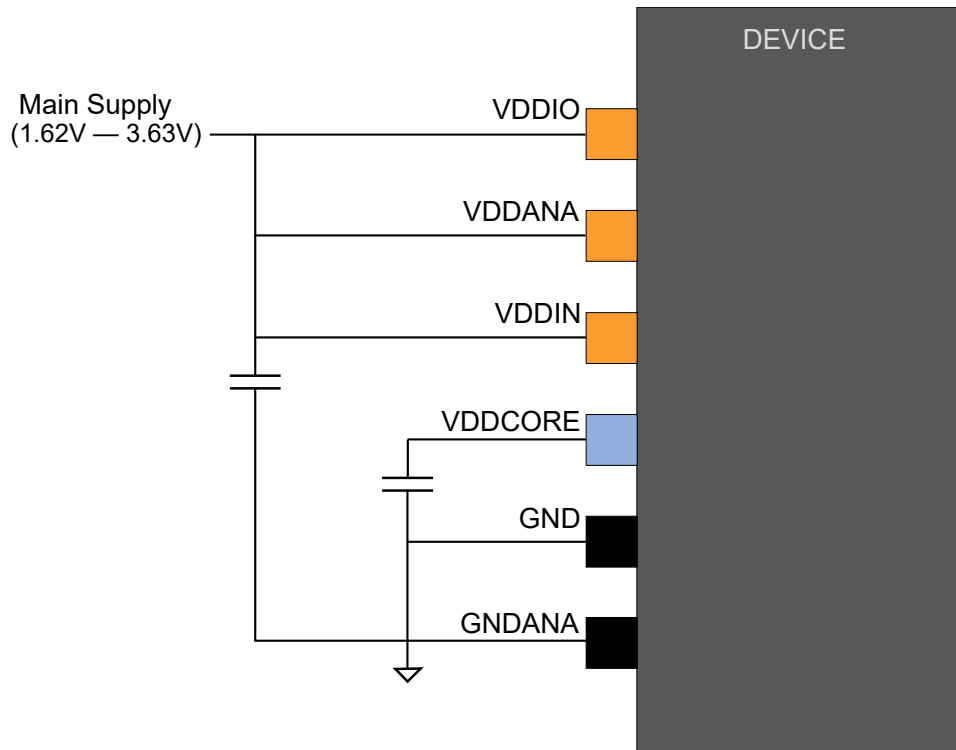 DEVICE
Main Supply
(1.62V — 3.63V)
VDDIO
VDDANA
VDDIN
VDDCORE
GND
GNDANA